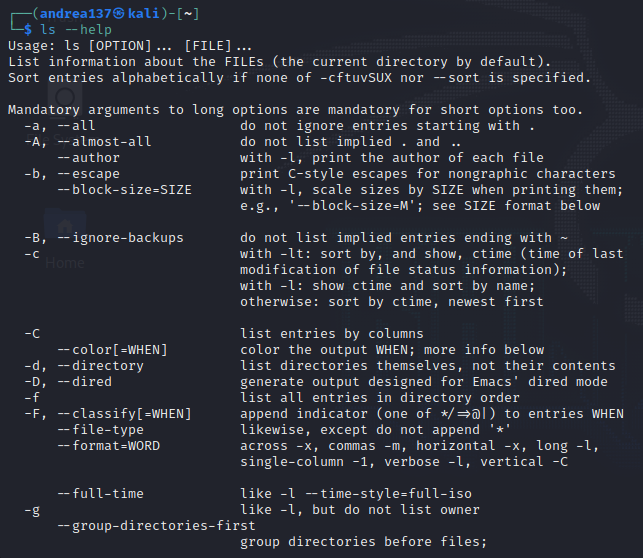 ┌──(andrea137㉿kali)-[~]
└─$ ls --help
Usage: ls [OPTION]... [FILE]...
List information about the FILEs (the current directory by default).
Sort entries alphabetically if none of -cftuvSUX nor --sort is specified.

Mandatory arguments to long options are mandatory for short options too.
  -a, --all                  do not ignore entries starting with .
  -A, --almost-all           do not list implied . and ..
      --author               with -l, print the author of each file
  -b, --escape               print C-style escapes for nongraphic characters
      --block-size=SIZE      with -l, scale sizes by SIZE when printing them;
                             e.g., '--block-size=M'; see SIZE format below

  -B, --ignore-backups       do not list implied entries ending with ~
  -c                         with -lt: sort by, and show, ctime (time of last
                             modification of file status information);
Home                         with -l: show ctime and sort by name;
                             otherwise: sort by ctime, newest first

  -C                         list entries by columns
      --color[=WHEN]         color the output WHEN; more info below
  -d, --directory            list directories themselves, not their contents
  -D, --dired                generate output designed for Emacs' dired mode
  -f                         list all entries in directory order
  -F, --classify[=WHEN]      append indicator (one of */=>@|) to entries WHEN
      --file-type            likewise, except do not append '*'
      --format=WORD          across -x, commas -m, horizontal -x, long -l,
                             single-column -1, verbose -l, vertical -C

      --full-time            like -l --time-style=full-iso
  -g                         like -l, but do not list owner
      --group-directories-first
                             group directories before files;